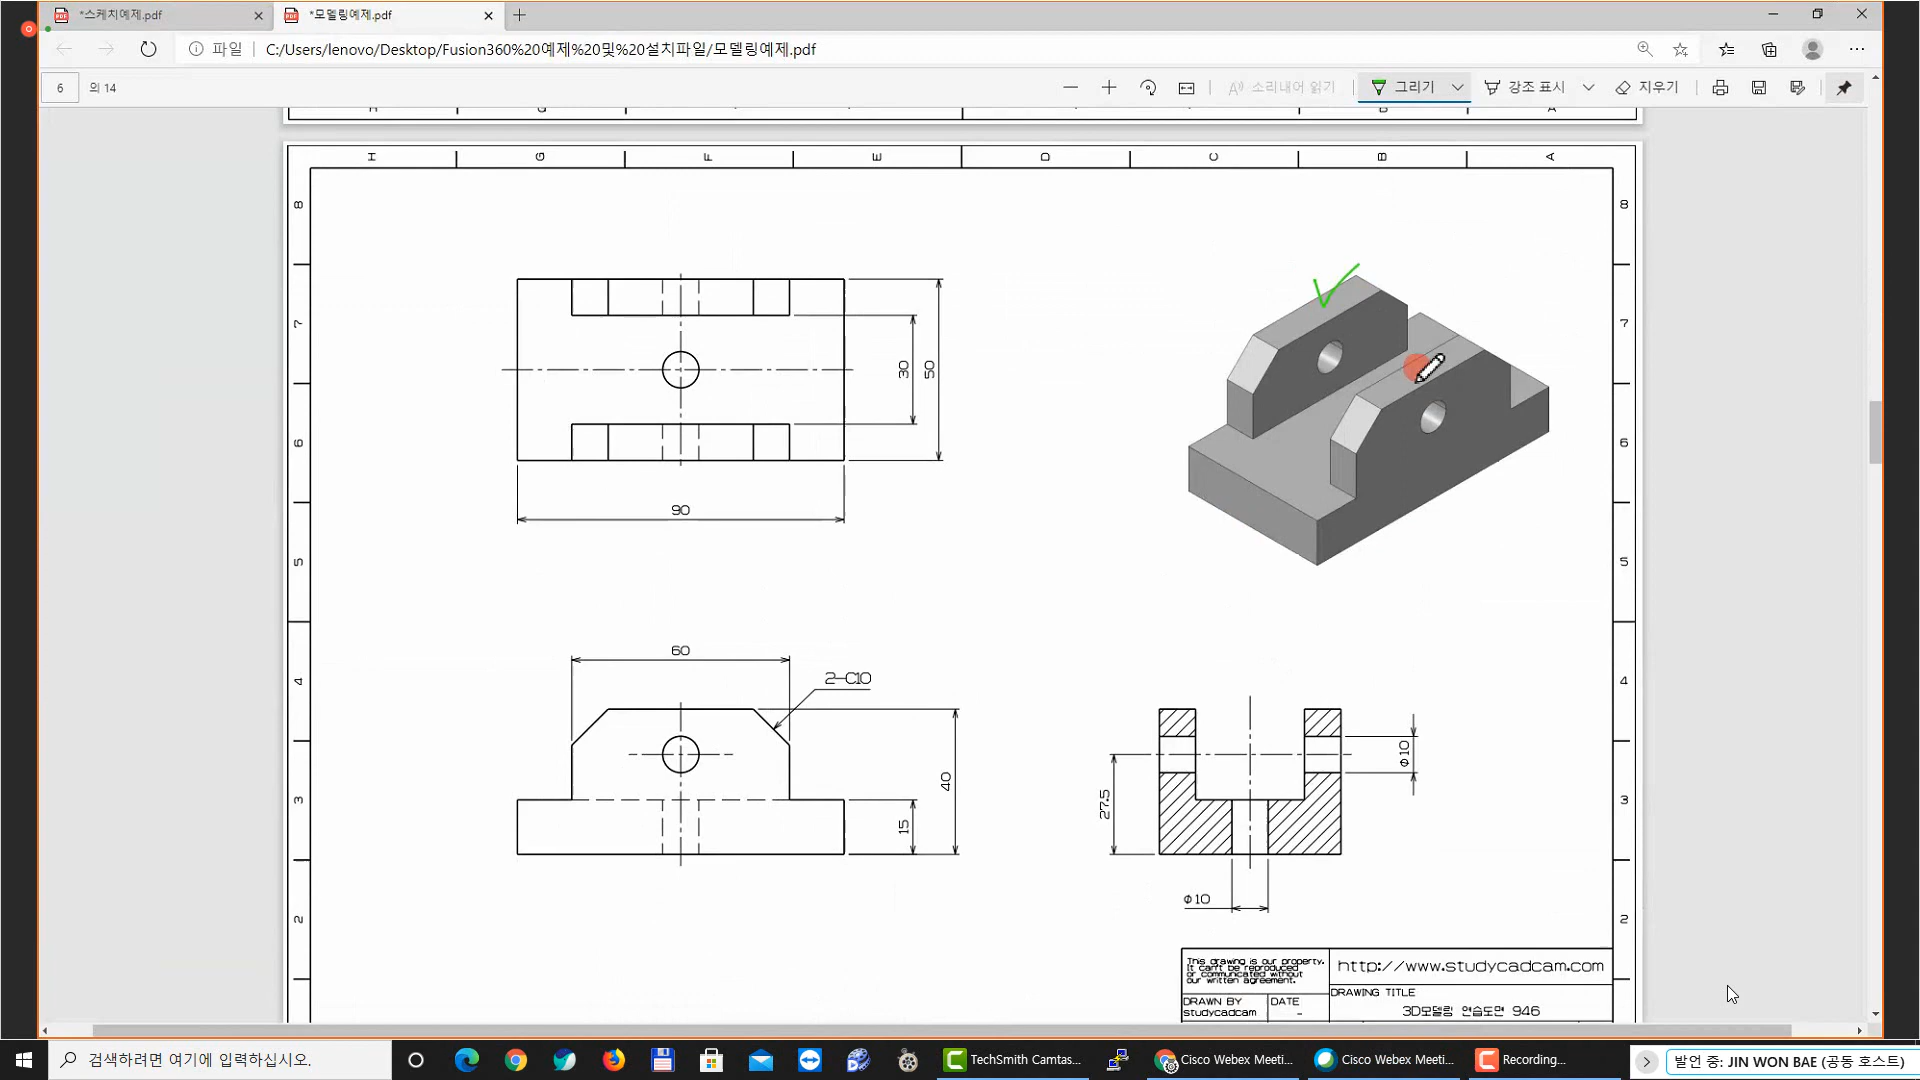 *스케치예제.pdf
*모델링예제.pdf
파일 C:/Users/lenovo/Desktop/Fusion360%20예제%20및%20설치파일/모델링예제.pdf
6 의 14
소리내어 읽기 그리기 강조 표시 지우기
H G F E D C B A
8 8
7 7
6 6
5 5
4 4
3 3
2 2
30 50
90
60
2-C10
40
15
27.5
Φ10
Φ10
This drawing is our property.
It can't be reproduced
or communicated without
our written agreement.
http://www.studycadcam.com
DRAWN BY DATE
studycadcam -
DRAWING TITLE
3D모델링 연습도면 946
검색하려면 여기에 입력하십시오.
TechSmith Camtas...
Cisco Webex Meeti...
Cisco Webex Meeti...
Recording...
발언 중: JIN WON BAE (공동 호스트)